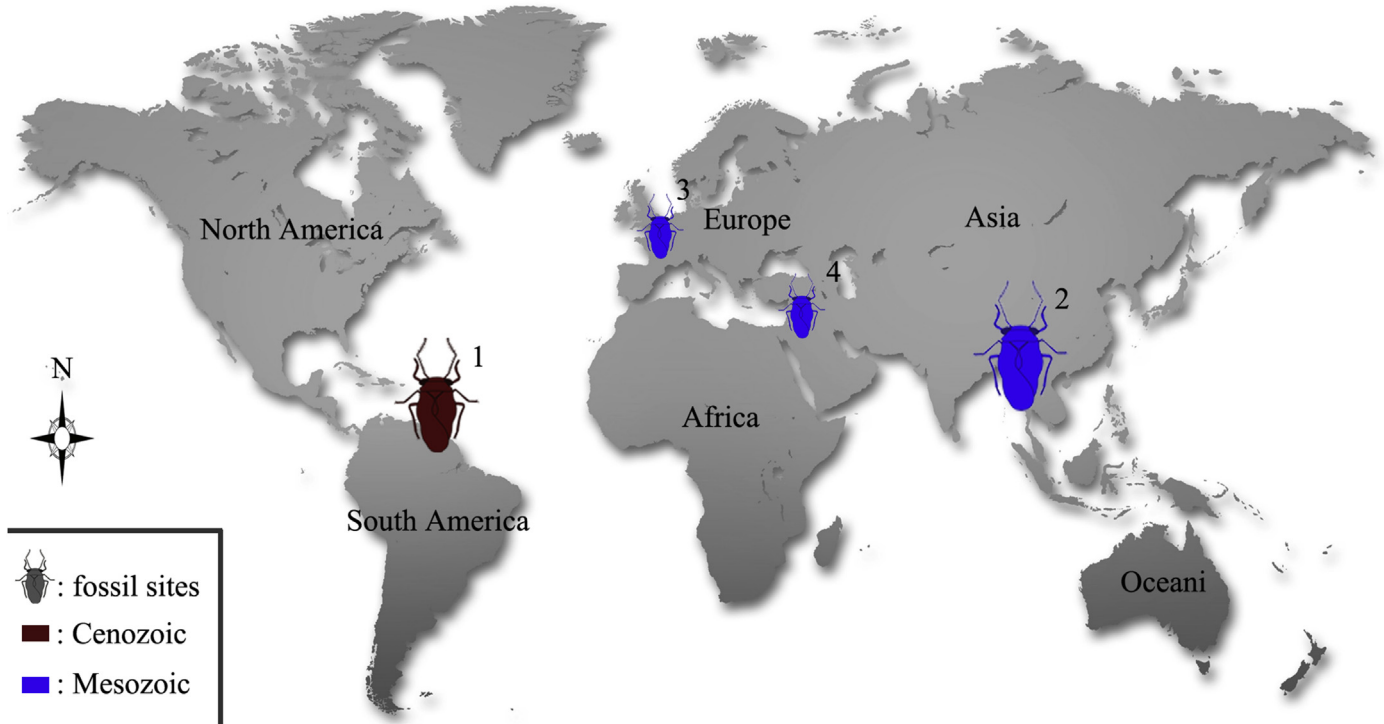 3
North America
Europe
Asia
4
2
1
N
Africa
South America
Oceani
: fossil sites
: Cenozoic
: Mesozoic